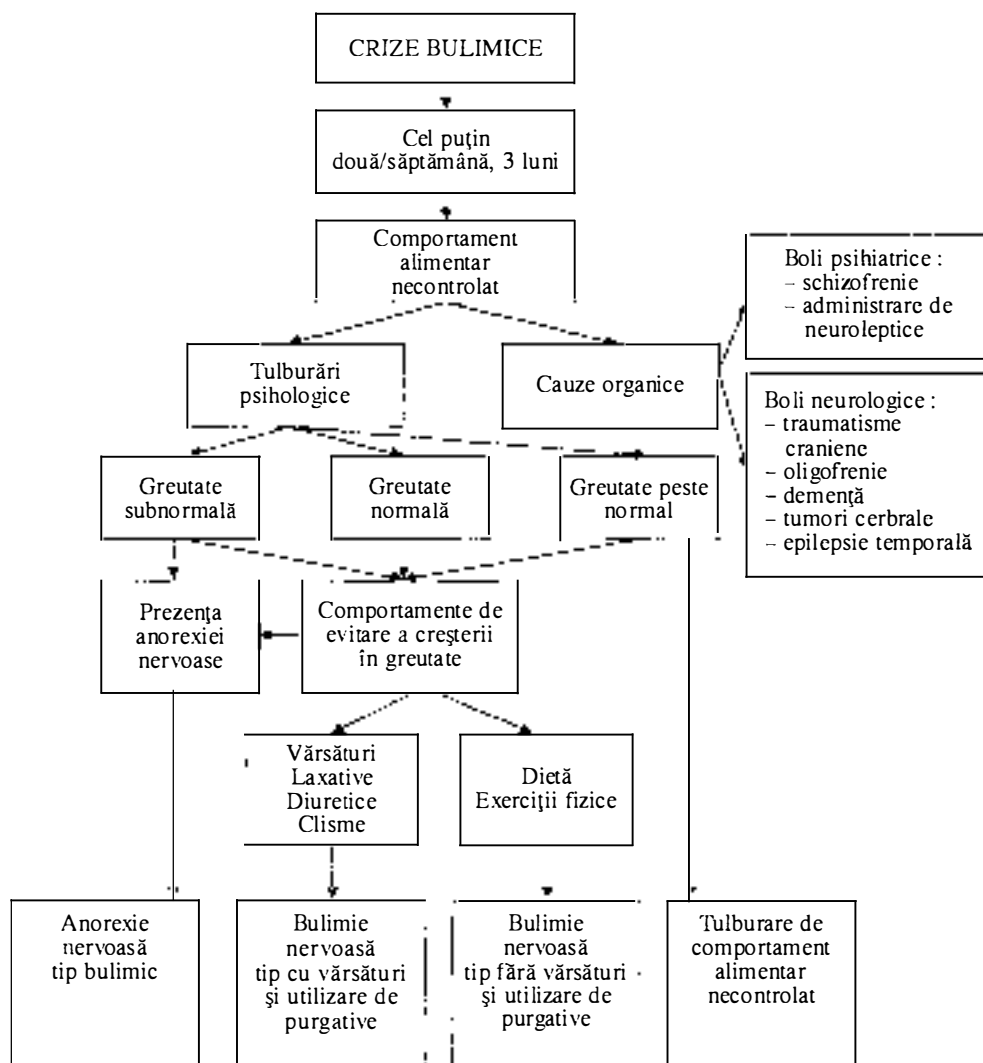 CRIZE BULIMICE
Cel puţin
două/săptămână, 3 luni
Comportament
alimentar
necontrolat
Boli psihiatrice :
– schizofrenie
– administrare de
neuroleptice
Tulburări
psihologice
Cauze organice
Boli neurologice :
– traumatisme
craniene
– oligofrenie
– demenţă
– tumori cerbrale
– epilepsie temporală
Greutate
subnormală
Greutate
normală
Greutate peste
normal
Prezenţa
anorexiei
nervoase
Comportamente de
evitare a creşterii
în greutate
Vărsături
Laxative
Diuretice
Clisme
Dietă
Exerciţii fizice
Anorexie
nervoasă
tip bulimic
Bulimie
nervoasă
tip cu vărsături
şi utilizare de
purgative
Bulimie
nervoasă
tip fără vărsături
şi utilizare de
purgative
Tulburare de
comportament
alimentar
necontrolat